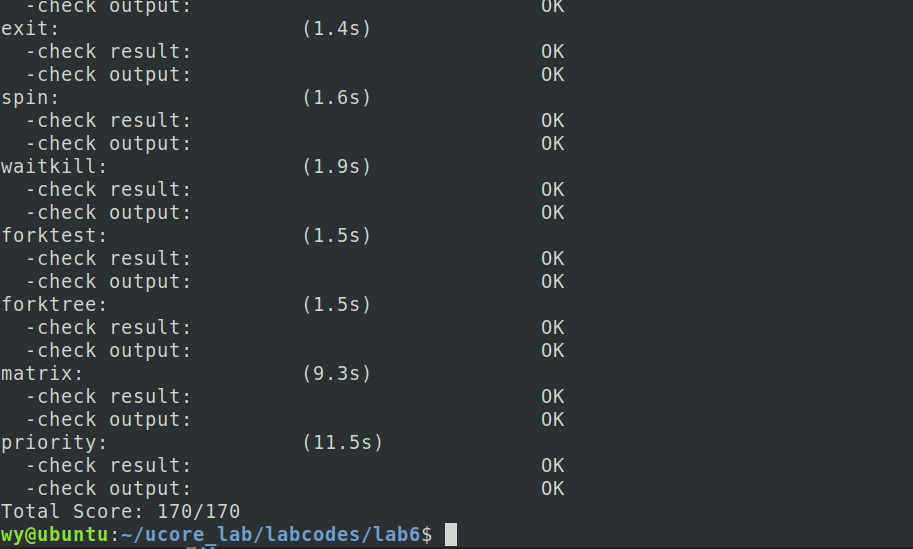 -check output: OK
exit: (1.4s)
-check result: OK
-check output: OK
spin: (1.6s)
-check result: OK
-check output: OK
waitkill: (1.9s)
-check result: OK
-check output: OK
forktest: (1.5s)
-check result: OK
-check output: OK
forktree: (1.5s)
-check result: OK
-check output: OK
matrix: (9.3s)
-check result: OK
-check output: OK
priority: (11.5s)
-check result: OK
-check output: OK
Total Score: 170/170
wy@ubuntu:~/ucore_lab/labcodes/lab6$